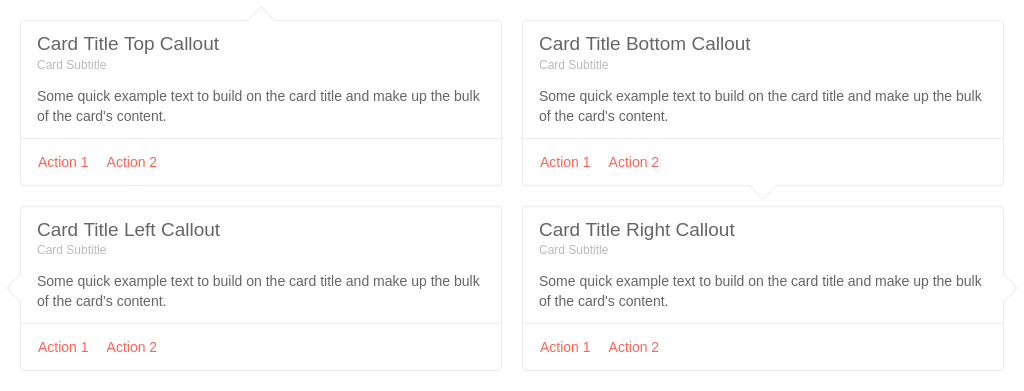 Card Title Top Callout
Card Subtitle
Some quick example text to build on the card title and make up the bulk
of the card's content.
Action 1 Action 2
Card Title Bottom Callout
Card Subtitle
Some quick example text to build on the card title and make up the bulk
of the card's content.
Action 1 Action 2
Card Title Left Callout
Card Subtitle
Some quick example text to build on the card title and make up the bulk
of the card's content.
Action 1 Action 2
Card Title Right Callout
Card Subtitle
Some quick example text to build on the card title and make up the bulk
of the card's content.
Action 1 Action 2